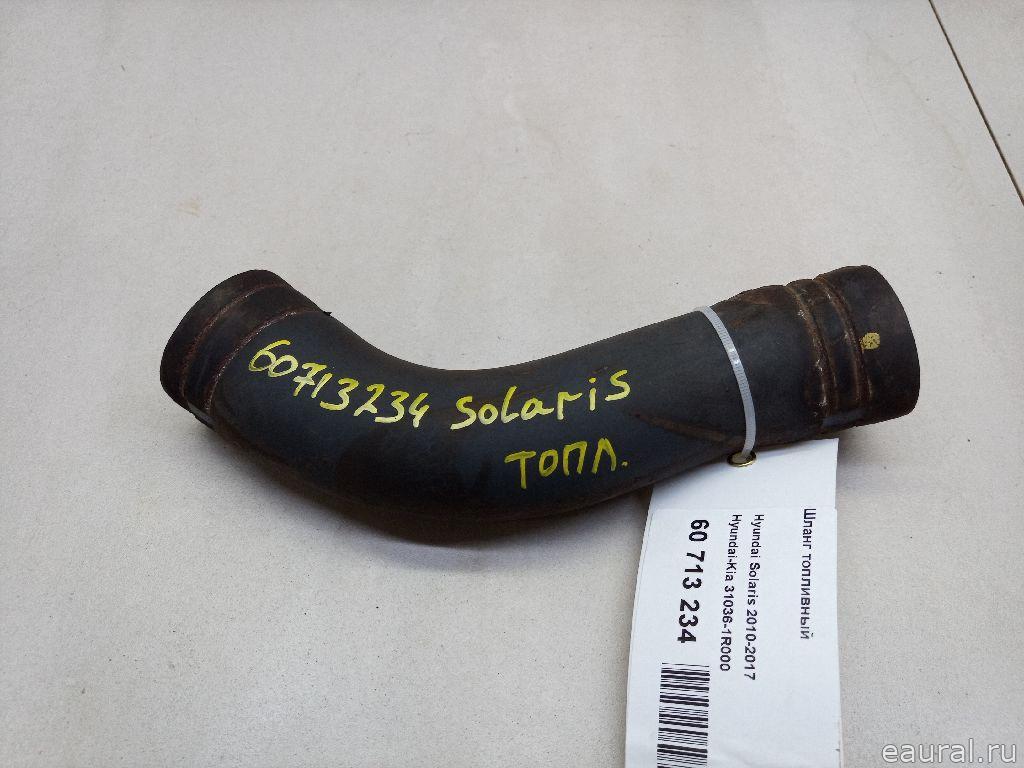 60713234 Solaris
топл.
Шланг топливный
Hyundai Solaris 2010-2017
Hyundai-Kia 31036-1R000
60 713 234
eaural.ru